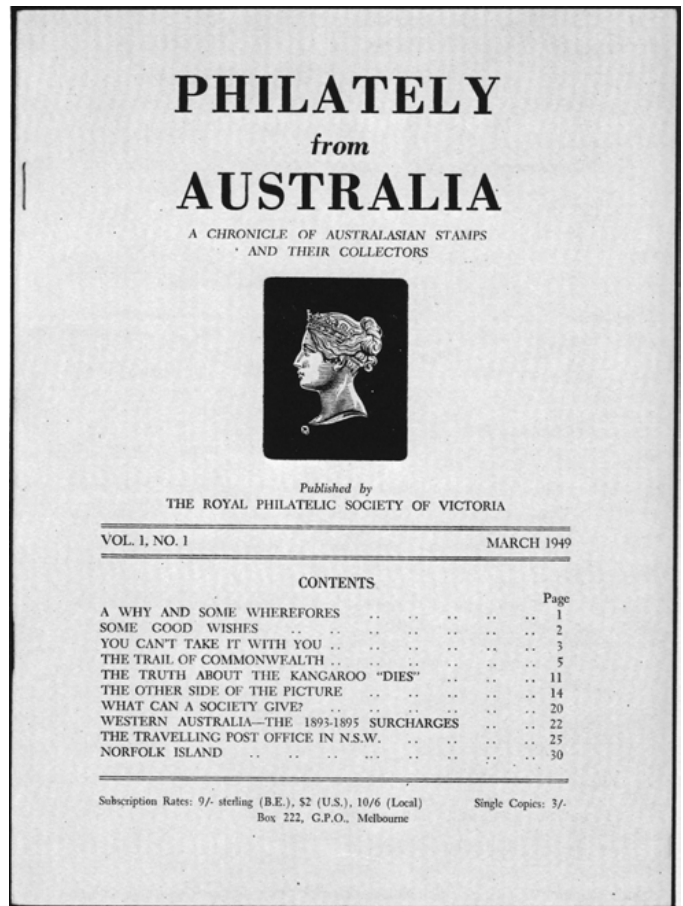 PHILATELY
from
AUSTRALIA
A CHRONICLE OF AUSTRALASIAN STAMPS
AND THEIR COLLECTORS
Published by
THE ROYAL PHILATELIC SOCIETY OF VICTORIA
VOL. 1, NO. 1 MARCH 1949
CONTENTS
Page
A WHY AND SOME WHEREFORES .. .. .. .. .. 1
SOME GOOD WISHES .. .. .. .. .. .. .. 2
YOU CAN'T TAKE IT WITH YOU .. .. .. .. .. .. 3
THE TRAIL OF COMMONWEALTH .. .. .. .. .. .. 5
THE TRUTH ABOUT THE KANGAROO "DIES" .. .. .. .. 11
THE OTHER SIDE OF THE PICTURE .. .. .. .. .. 14
WHAT CAN A SOCIETY GIVE? .. .. .. .. .. .. 20
WESTERN AUSTRALIA—THE 1893-1895 SURCHARGES .. .. 22
THE TRAVELLING POST OFFICE IN N.S.W. .. .. .. .. .. 25
NORFOLK ISLAND .. .. .. ... .. .. .. .. 30
Subscription Rates: 9/- sterling (B.E.), $2 (U.S.), 10/6 (Local) Single Copies: 3/-
Box 222, G.P.O., Melbourne